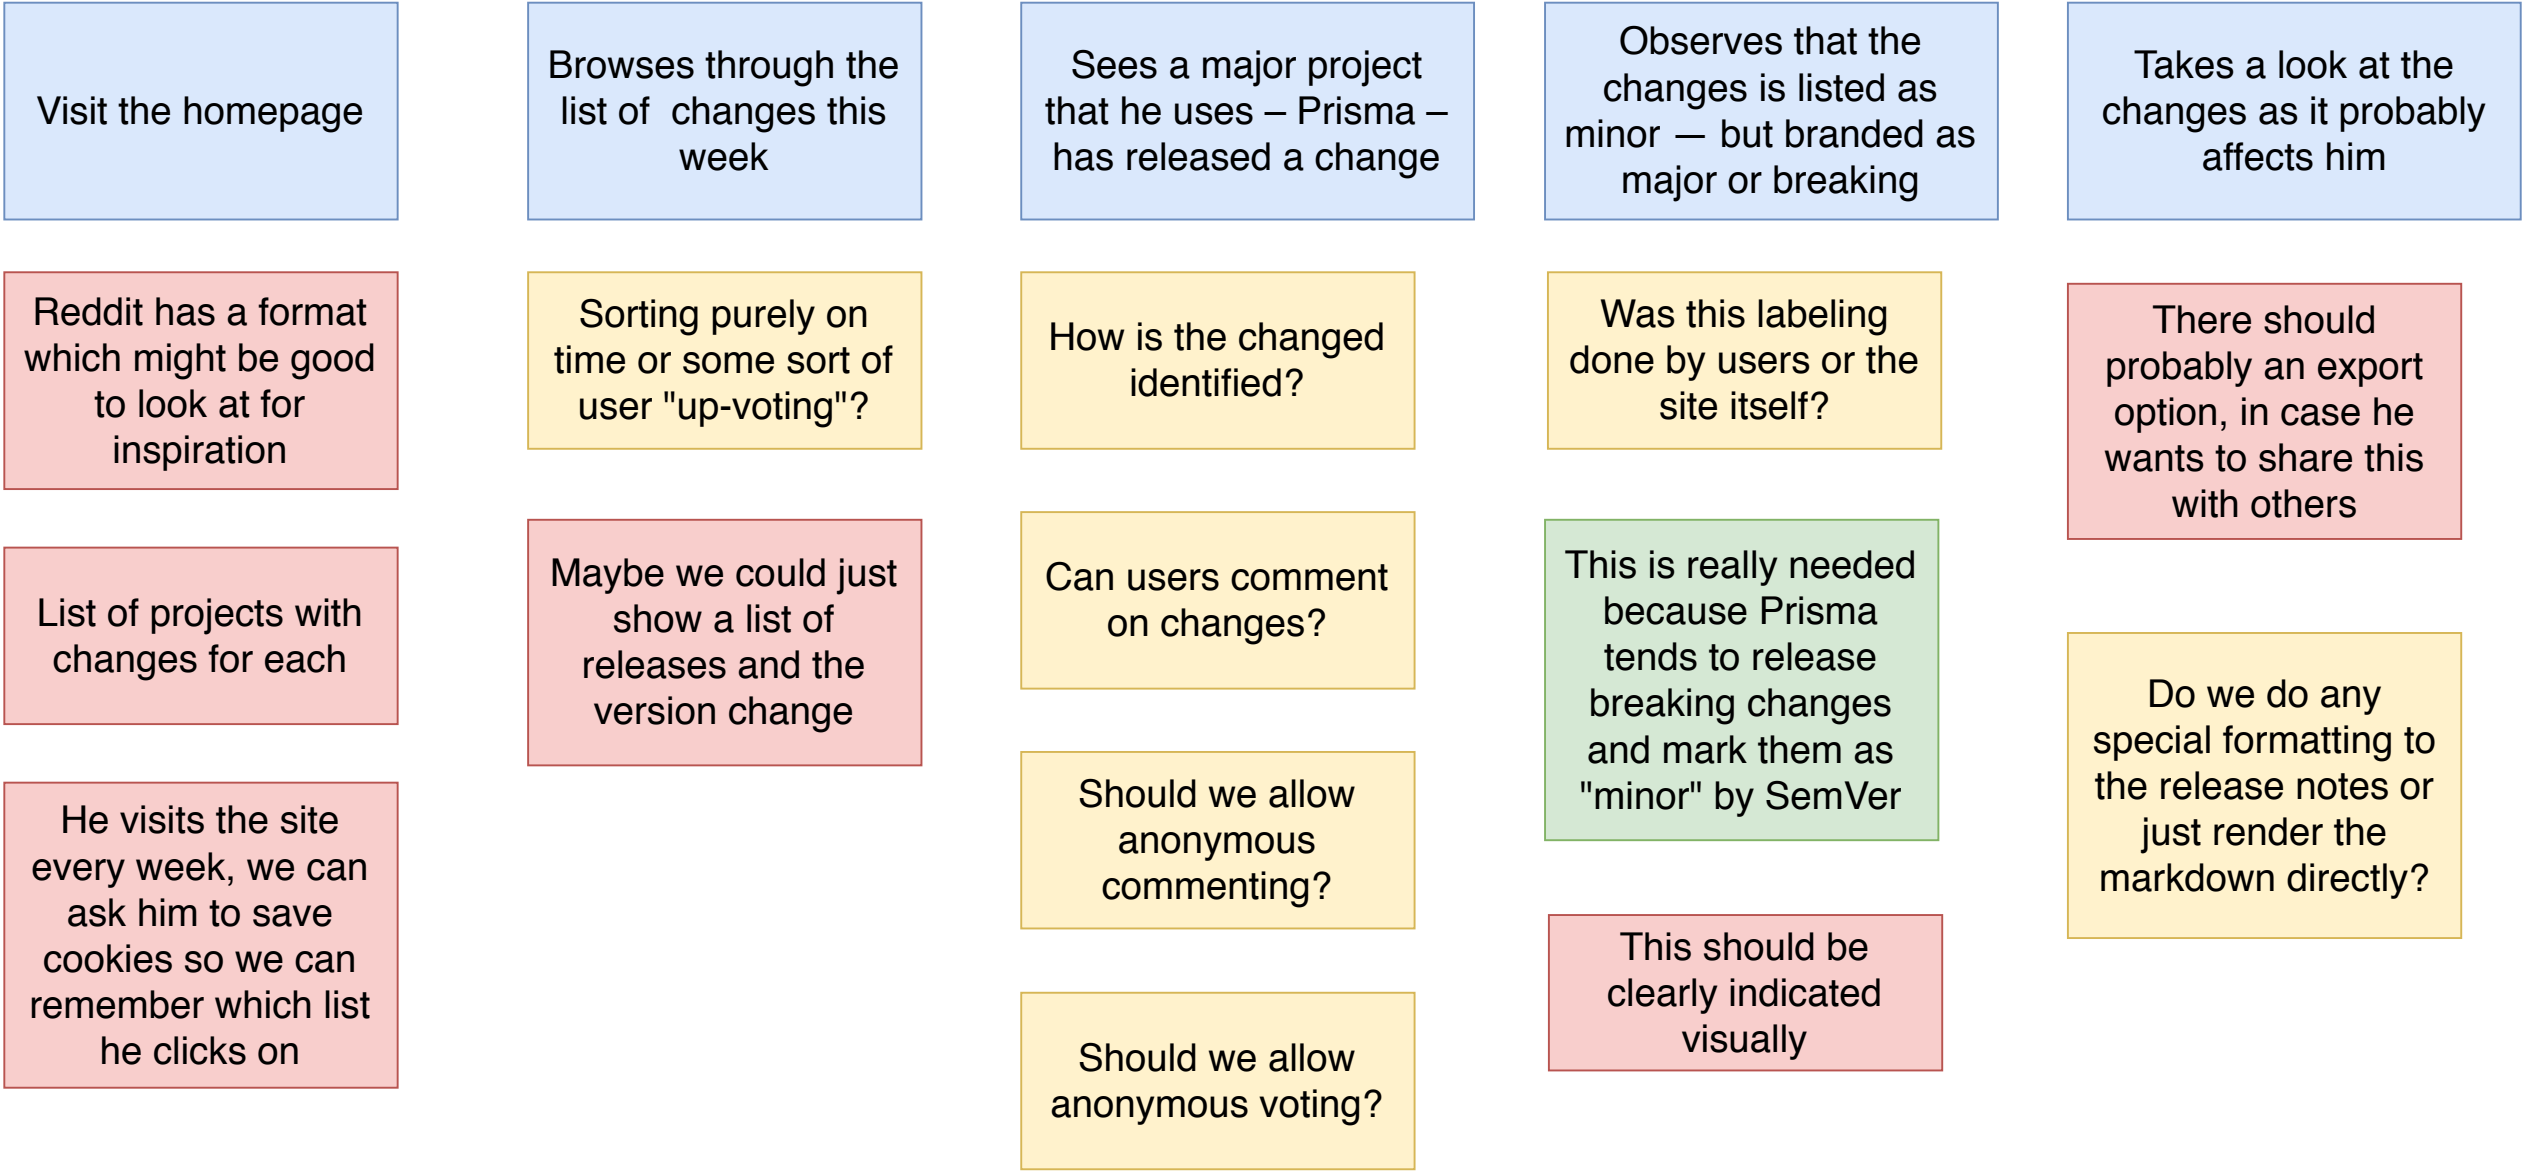 Visit the homepage
Reddit has a format
which might be good
to look at for
inspiration
List of projects with
changes for each
He visits the site
every week, we can
ask him to save
cookies so we can
remember which list
he clicks on
Browses through the
list of  changes this
week
Sorting purely on
time or some sort of
user "up-voting"?
Maybe we could just
show a list of
releases and the
version change
Sees a major project
that he uses – Prisma –
has released a change
How is the changed
identified?
Can users comment
on changes?
Should we allow
anonymous
commenting?
Should we allow
anonymous voting?
Observes that the
changes is listed as
minor — but branded as
major or breaking
Was this labeling
done by users or the
site itself?
This is really needed
because Prisma
tends to release
breaking changes
and mark them as
"minor" by SemVer
This should be
clearly indicated
visually
Takes a look at the
changes as it probably
affects him
There should
probably an export
option, in case he
wants to share this
with others
Do we do any
special formatting to
the release notes or
just render the
markdown directly?